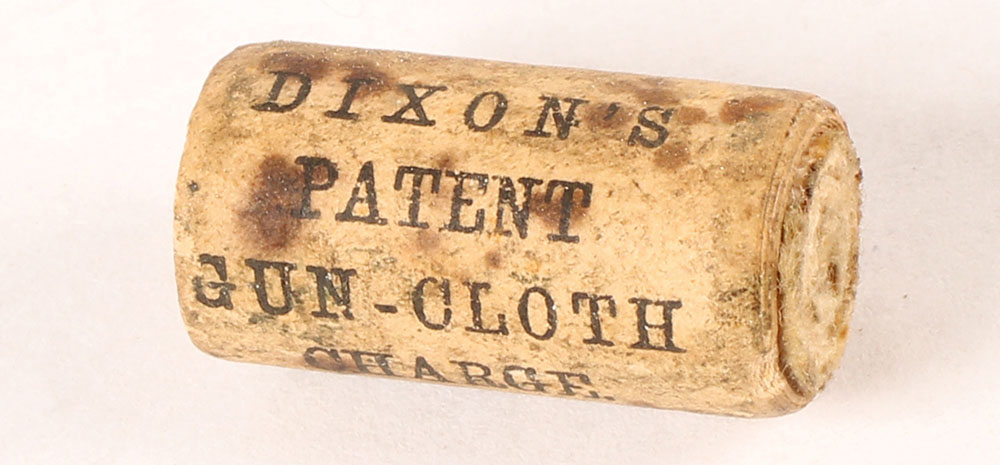 DIXON'S
PATENT
GUN-CLOTH
CHARGE.